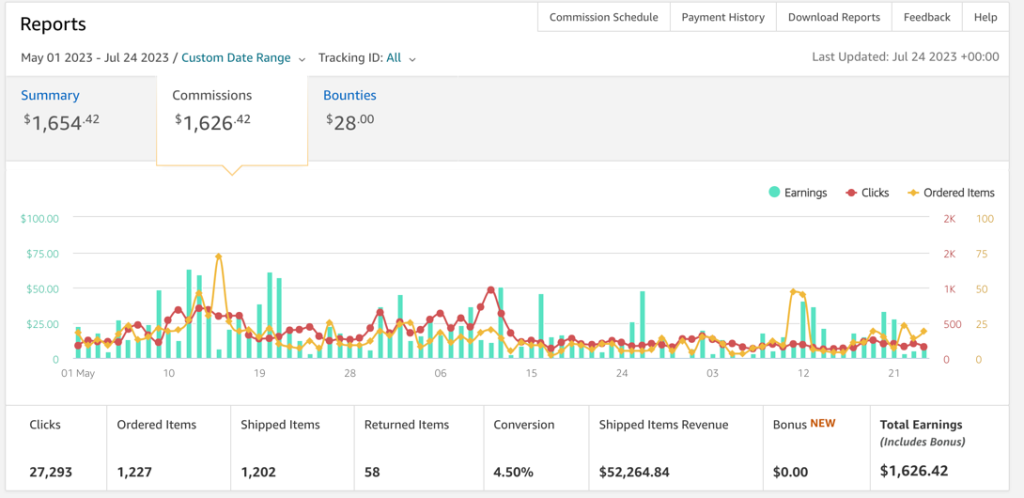 Commission Schedule Payment History Download Reports Feedback Help
Reports
May 01 2023 - Jul 24 2023 / Custom Date Range Tracking ID: All Last Updated: Jul 24 2023 +00:00
Summary Commissions Bounties
$1,654.42 $1,626.42 $28.00
Earnings Clicks Ordered Items
$100.00 2K 100
$75.00 2K 75
$50.00 1K 50
$25.00 500 25
0 0 0
01 May 10 19 28 06 15 24 03 12 21
Clicks Ordered Items Shipped Items Returned Items Conversion Shipped Items Revenue Bonus NEW Total Earnings
(Includes Bonus)
27,293 1,227 1,202 58 4.50% $52,264.84 $0.00 $1,626.42